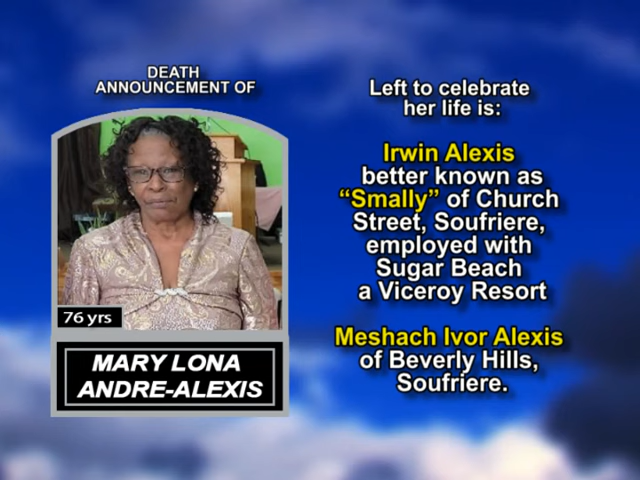 DEATH
ANNOUNCEMENT OF
76 yrs
MARY LONA
ANDRE-ALEXIS
Left to celebrate
her life is:
Irwin Alexis
better known as
“Smally” of Church
Street, Soufriere,
employed with
Sugar Beach
a Viceroy Resort
Meshach Ivor Alexis
of Beverly Hills,
Soufriere.